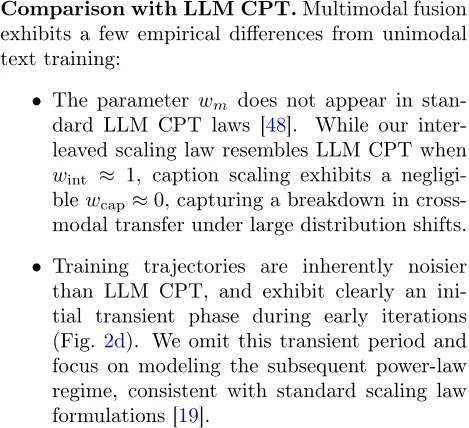 Comparison with LLM CPT. Multimodal fusion
exhibits a few empirical differences from unimodal
text training:
• The parameter w_m does not appear in stan-
dard LLM CPT laws [48]. While our inter-
leaved scaling law resembles LLM CPT when
w_int ≈ 1, caption scaling exhibits a negligi-
ble w_cap ≈ 0, capturing a breakdown in cross-
modal transfer under large distribution shifts.
• Training trajectories are inherently noisier
than LLM CPT, and exhibit clearly an ini-
tial transient phase during early iterations
(Fig. 2d). We omit this transient period and
focus on modeling the subsequent power-law
regime, consistent with standard scaling law
formulations [19].